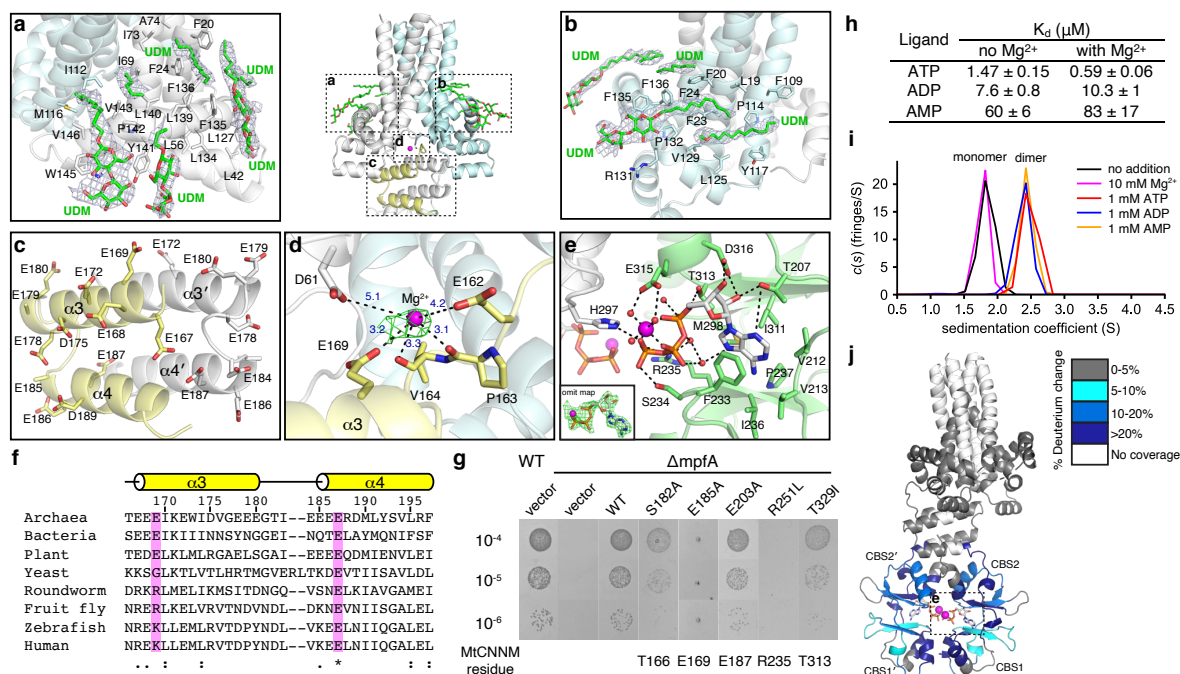 a
A74
F20
I73
UDM
UDM
I112
I69
F24
F136
M116
V143
L140
L139
V146
P142
F135
Y141
L56
L127
W145
L134
UDM
L42
UDM
UDM
a
b
d
c
b
UDM
F136
F20
L19
F109
F135
F24
P114
F23
UDM
P132
UDM
R131
V129
Y117
L125
h
Ligand
Kd (µM)
no Mg²⁺ with Mg²⁺
ATP 1.47 ± 0.15 0.59 ± 0.06
ADP 7.6 ± 0.8 10.3 ± 1
AMP 60 ± 6 83 ± 17
i
monomer dimer
no addition
10 mM Mg²⁺
1 mM ATP
1 mM ADP
1 mM AMP
c(s) (fringes/S)
20
15
10
5
0
0.5 1.0 1.5 2.0 2.5 3.0 3.5 4.0
sedimentation coefficient (S)
c
E169
E172
E179
E180
E172
E180
E179
α3′
α3
E168
E167
E178
E178
D175
E187
α4′
E184
E185
α4
E187
E186
D189
E186
d
D61
E162
Mg²⁺
5.1
4.2
3.2
3.1
3.3
E169
V164
P163
α3
e
D316
E315
T313
T207
H297
M298
I311
R235
V212
P237
S234
F233
V213
I236
omit map
j
% Deuterium change
0-5%
5-10%
10-20%
>20%
No coverage
CBS2′
CBS2
e
CBS1′
CBS1
f
α3 α4
170 175 180 185 190 195
Archaea TEEEIKEWIDVGEEEGTI--EEEERDMLYSVLRF
Bacteria SEEEIKIIINNSYNGGEI--NQTELAYMQNIFSF
Plant TEDELKLMLRGAELSGAI--EEEEQDMIENVLEI
Yeast KKSGLKTLVTLHRTMGVERLTKDEVTIISAVLDL
Roundworm DRKRLMELIKMSITDNGQ--VSNELKIAVGAMEI
Fruit fly NRERLKELVRVTNDVNDL--DKNEVNIISGALEL
Zebrafish NREKLLEMLRVTDPYNDL--VKEELNIISGALEL
Human NREKLLEMLRVTDPYNDL--VKEELNIIQGALEL
.. : : . * : :
g
WT ΔmpfA
vector vector WT S182A E185A E203A R251L T329I
10⁻⁴
10⁻⁵
10⁻⁶
MtCNNM
residue
T166 E169 E187 R235 T313